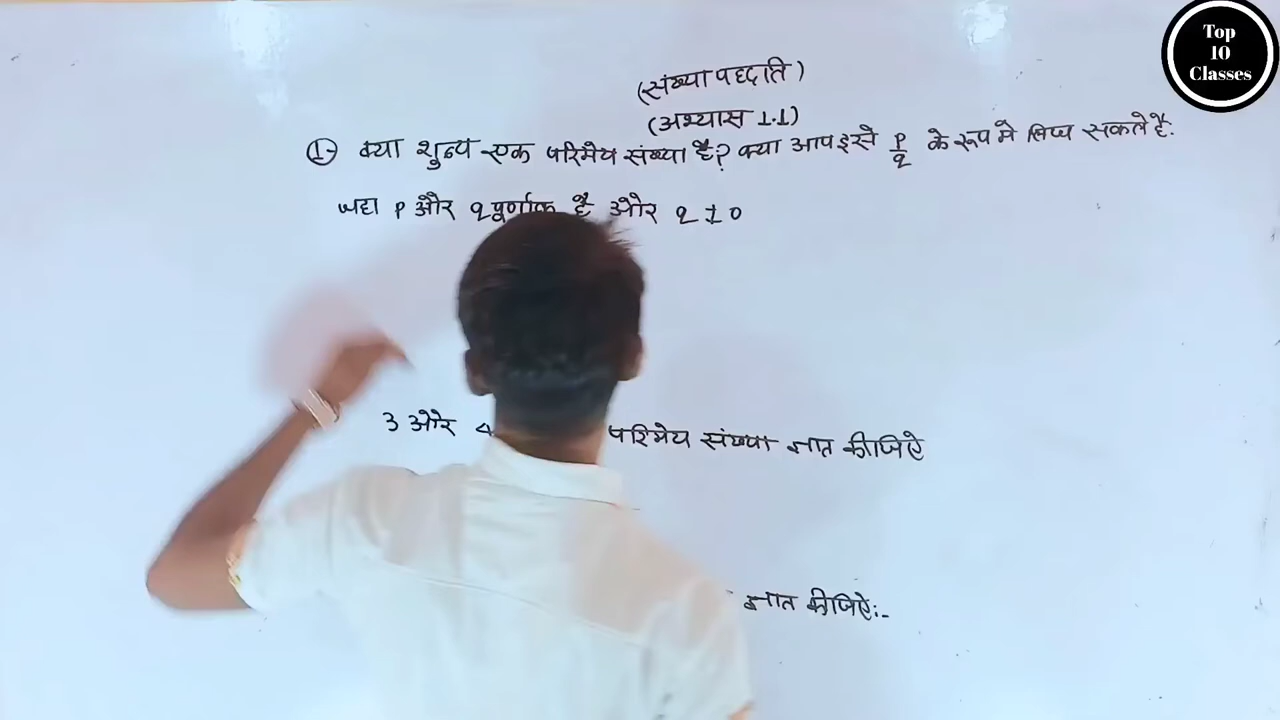 Top
10
Classes
(संख्या पद्धति)
(अभ्यास 1.1)
① क्या शुन्य एक परिमेय संख्या है? क्या आप इसे p/q के रूप मे लिख सकते है.
जहा p और q पूर्णांक है और q ≠ 0
3 और 4 परिमेय संख्या ज्ञात कीजिऐ
ज्ञात कीजिऐ:-